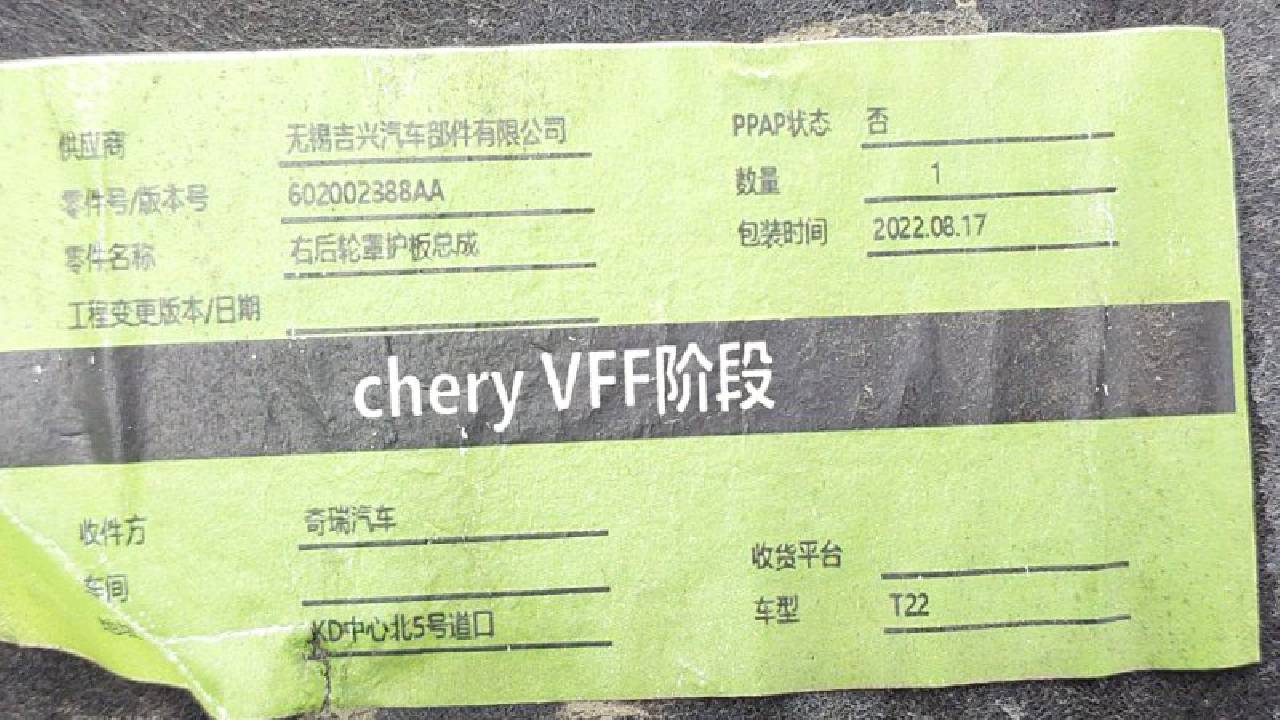 供应商 无锡吉兴汽车部件有限公司 PPAP状态 否
零件号/版本号 602002388AA 数量 1
零件名称 右后轮罩护板总成 包装时间 2022.08.17
工程变更版本/日期
chery VFF阶段
收件方 奇瑞汽车 收货平台
车间 车型 T22
KD中心北5号道口